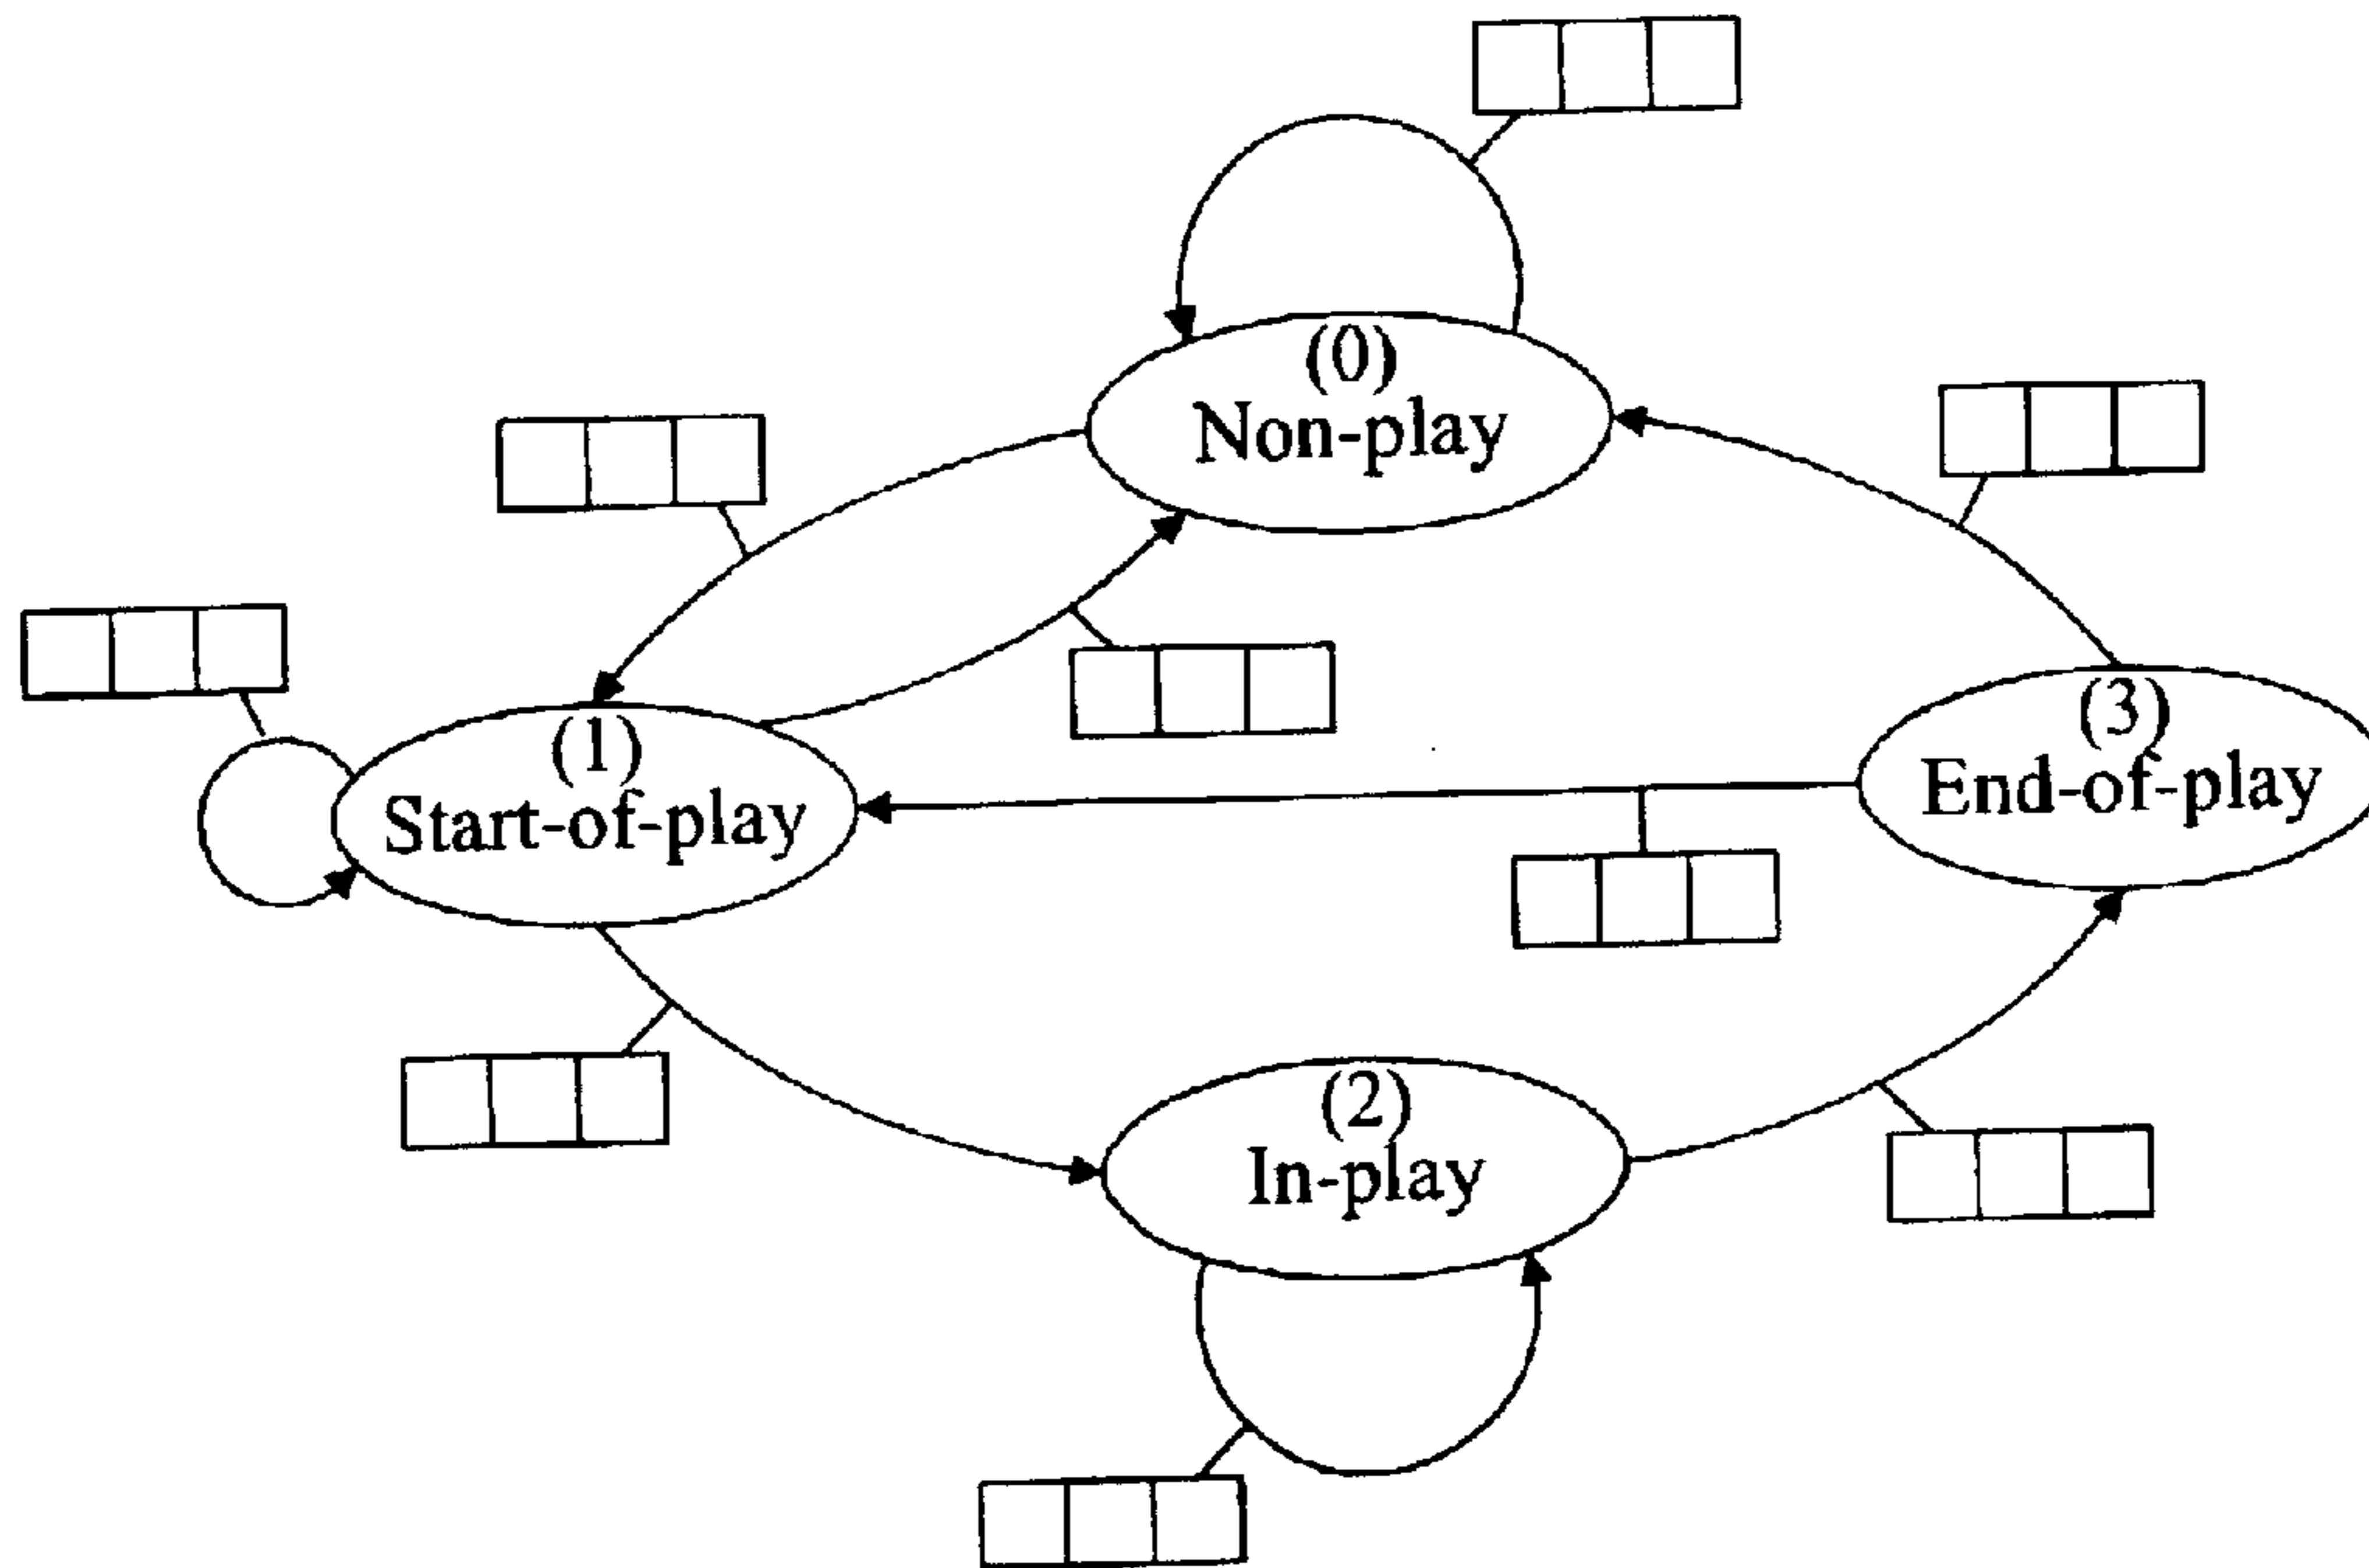 (0)
Non-play
(1)
Start-of-play
(3)
End-of-play
(2)
In-play